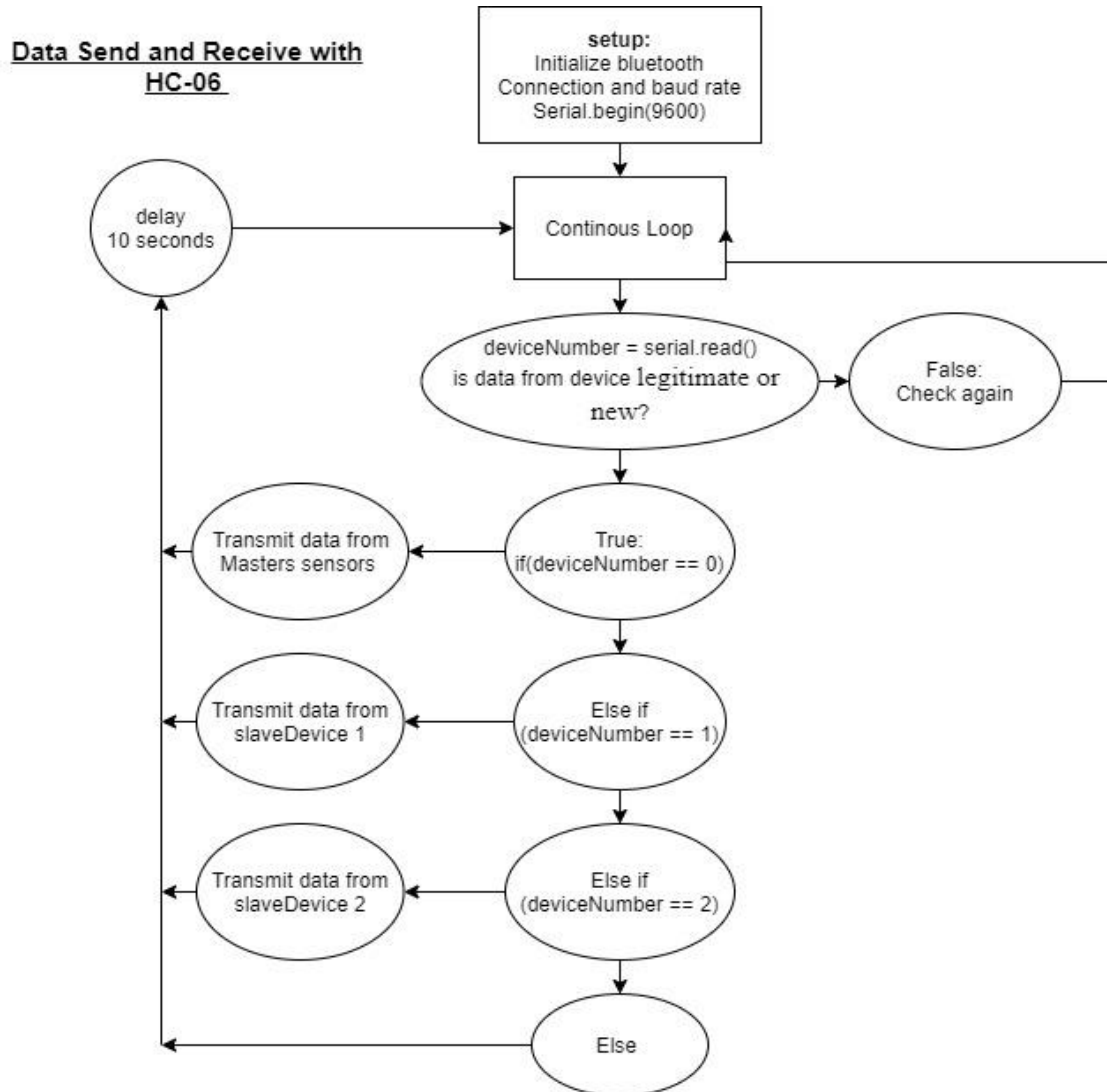 Data Send and Receive with
HC-06
setup:
Initialize bluetooth
Connection and baud rate
Serial.begin(9600)
delay
10 seconds
Continous Loop
deviceNumber = serial.read()
is data from device legitimate or
new?
False:
Check again
Transmit data from
Masters sensors
True:
if(deviceNumber == 0)
Transmit data from
slaveDevice 1
Else if
(deviceNumber == 1)
Transmit data from
slaveDevice 2
Else if
(deviceNumber == 2)
Else